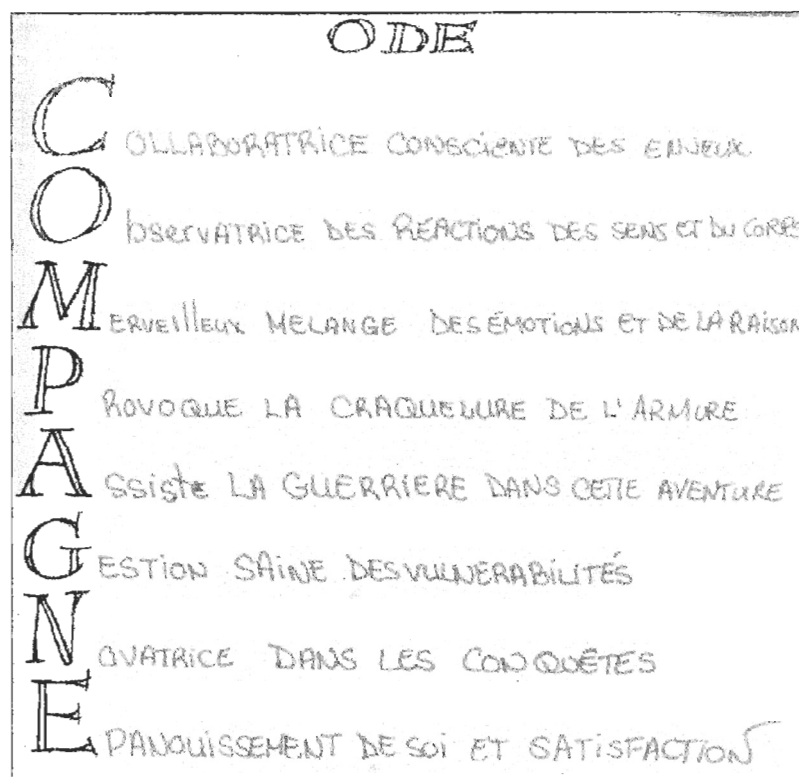 ODE
COLLABORATRICE CONSCIENTE DES ENJEUX
ObserVATRICE DES RÉACTIONS DES SENS ET DU CORPS
MERVEIlleux MELANGE DES ÉMOTIONS ET DE LA RAISON
PROVOQUE LA CRAQUELURE DE L'ARMURE
ASSiste LA GUERRIERE DANS CETTE AVENTURE
GESTION SAINE DES VULNERABILITÉS
NOVATRICE DANS LES CONQUÊTES
EPANOUISSEMENT DE SOI ET SATISFACTION